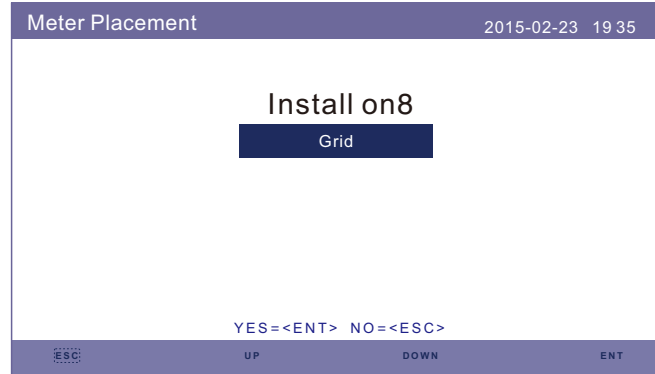 Meter Placement 2015-02-23 19 35
Install on8
Grid
YES=<ENT> NO=<ESC>
ESC UP DOWN ENT